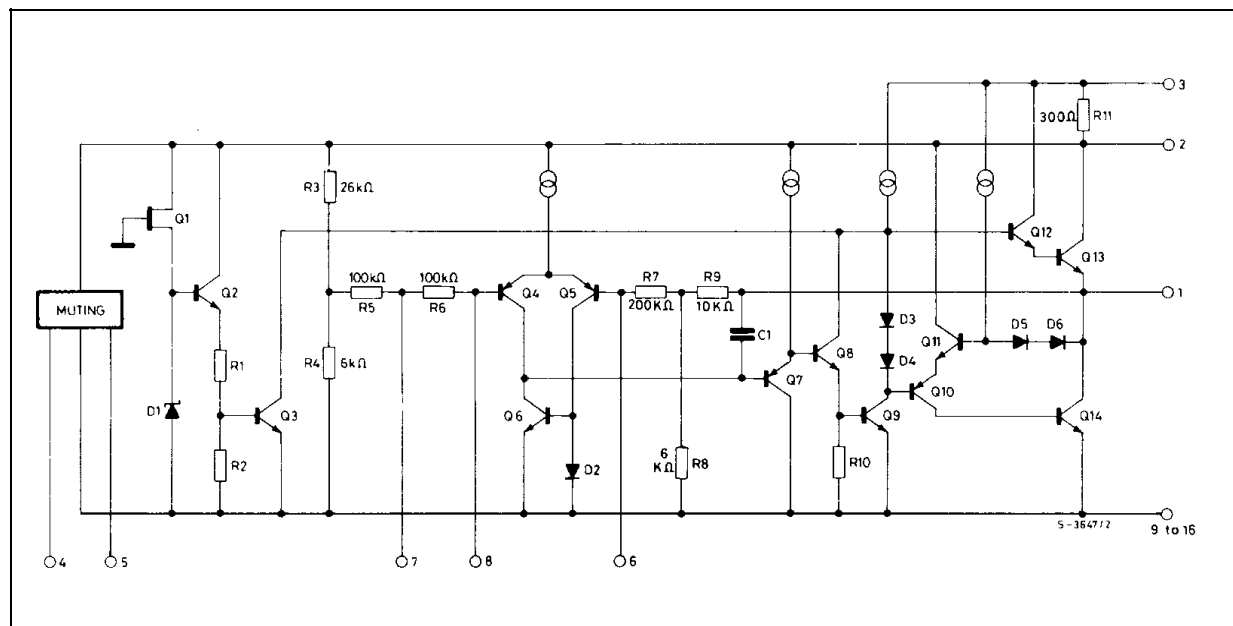 3
300Ω R11
2
R3 26kΩ
Q1
Q12
Q13
100kΩ 100kΩ R7 R9
Q2 Q4 Q5
200KΩ 10KΩ
1
MUTING
R5 R6
D3 D5 D6
C1 Q11
Q8
R1 R4 6kΩ
D4
Q7
Q10
D1 Q3 Q6 Q9 Q14
6
KΩ R8
R2 D2 R10
S-3647/2
9 to 16
4 5 7 8 6